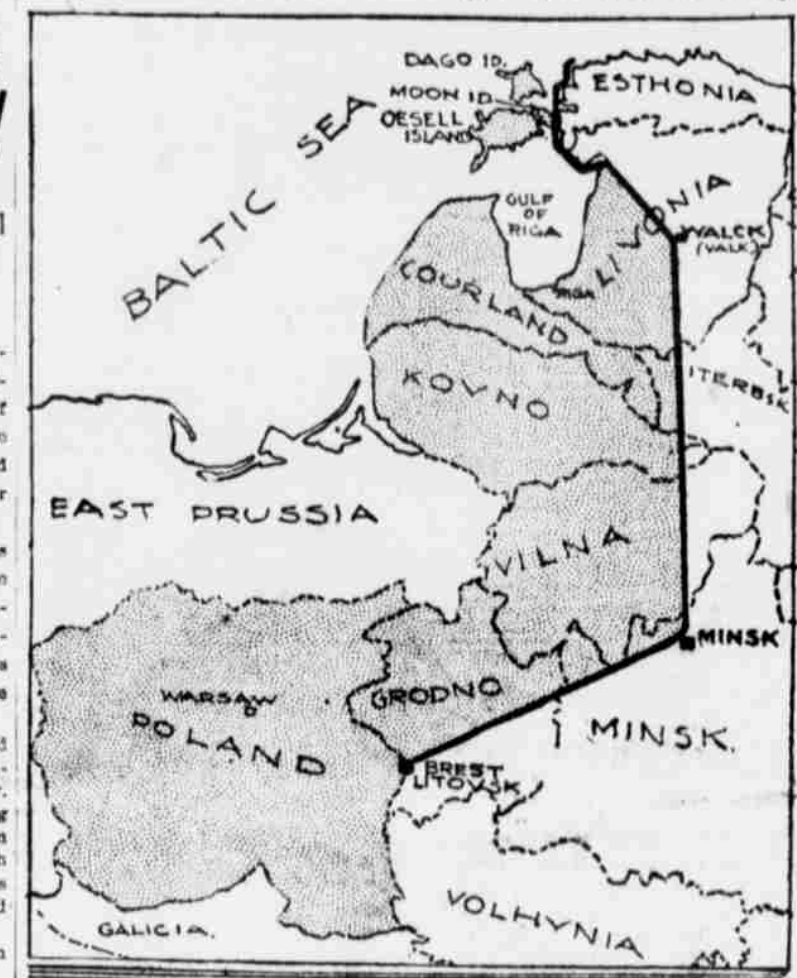 DAGO ID.
MOON ID.
OESELL
ISLAND
ESTHONIA
BALTIC SEA
GULF
OF
RIGA
LIVONIA
WALCK
(VALK)
RIGA
COURLAND
KOVNO
ITERBSK
EAST PRUSSIA
VILNA
MINSK
GRODNO
WARSAW
POLAND
MINSK.
BREST
LITOVSK
VOLHYNIA
GALICIA.